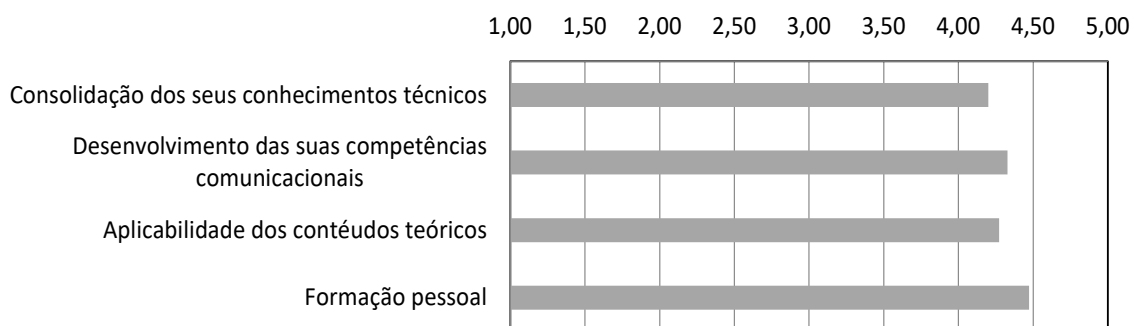 1,00 1,50 2,00 2,50 3,00 3,50 4,00 4,50 5,00
Consolidação dos seus conhecimentos técnicos
Desenvolvimento das suas competências
comunicacionais
Aplicabilidade dos contéudos teóricos
Formação pessoal